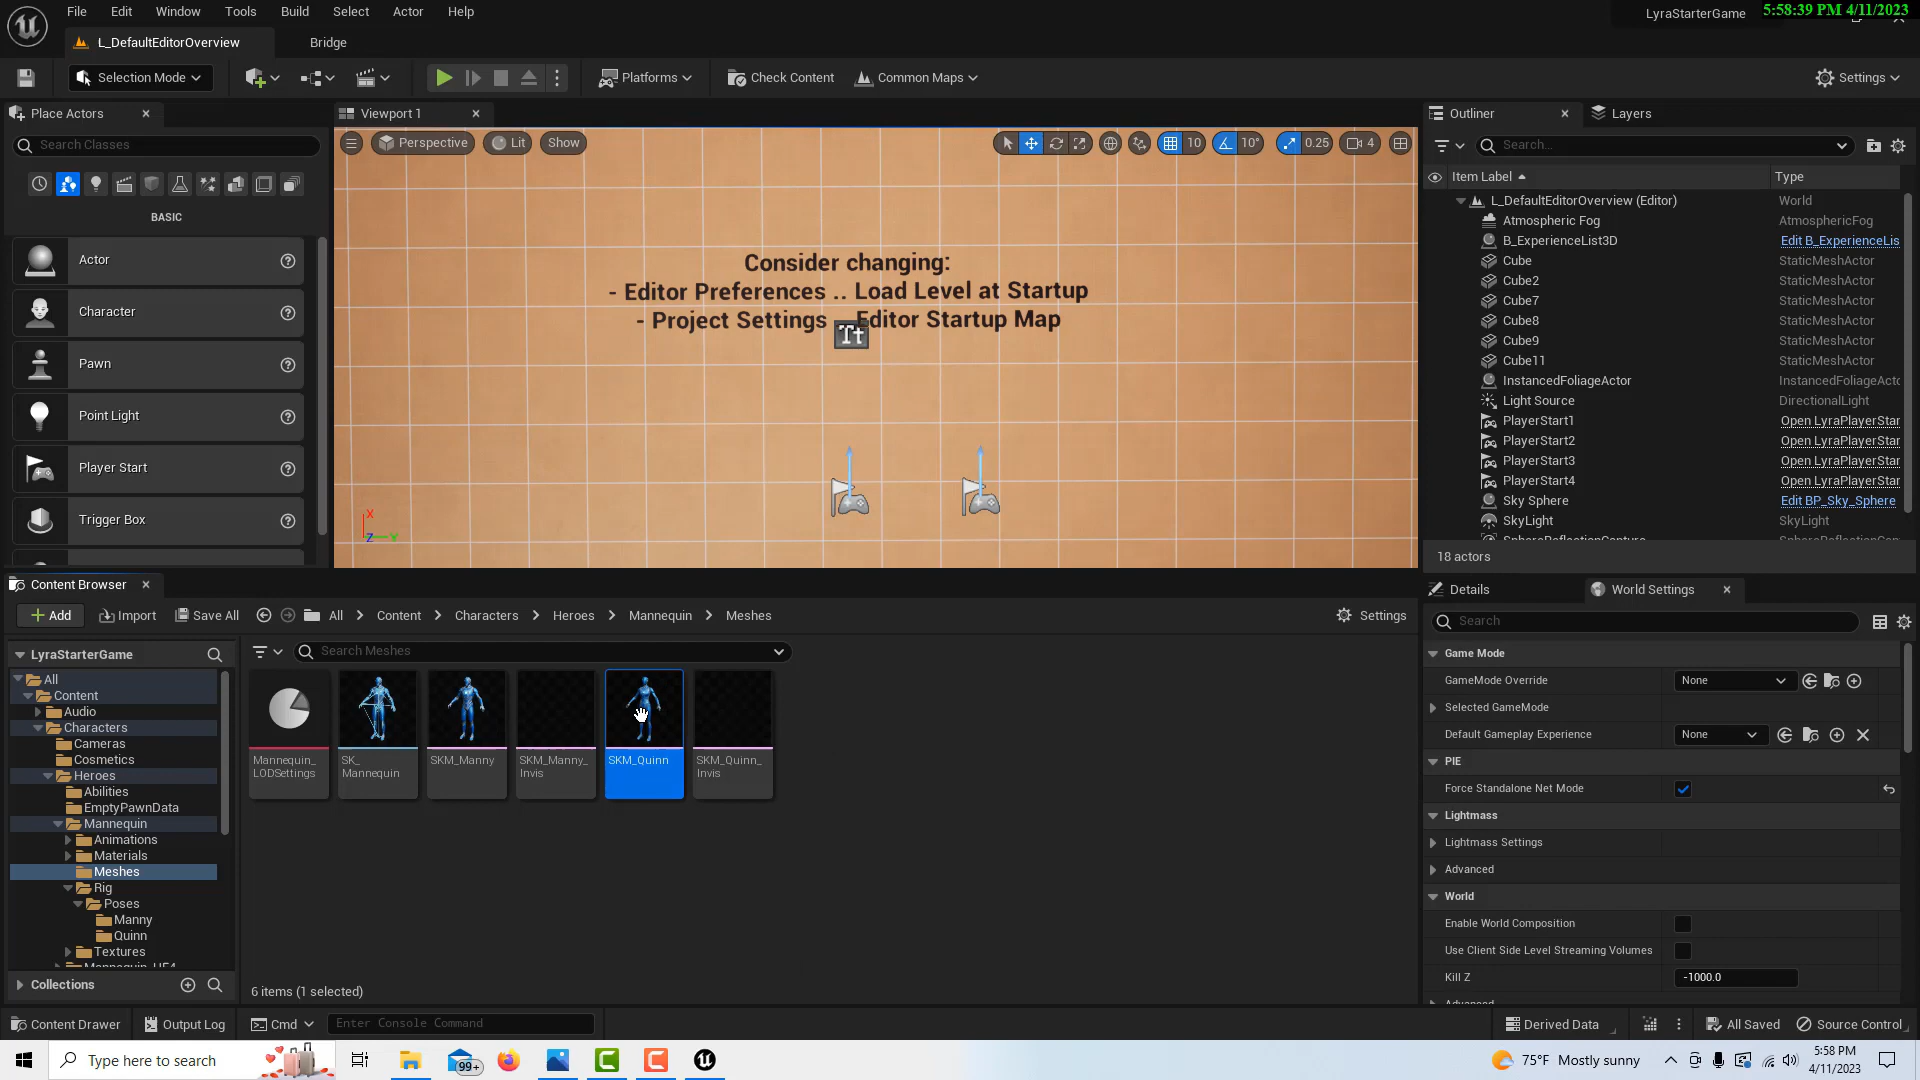 File Edit Window Tools Build Select Actor Help
LyraStarterGame
5:58:39 PM 4/11/2023
L_DefaultEditorOverview
Bridge
Selection Mode
Platforms
Check Content
Common Maps
Settings
Place Actors
Search Classes
BASIC
Actor
Character
Pawn
Point Light
Player Start
Trigger Box
Viewport 1
Perspective
Lit
Show
10
10°
0.25
4
Consider changing:
- Editor Preferences .. Load Level at Startup
- Project Settings Editor Startup Map
Tt
X
Z
Y
Outliner
Layers
Search...
Item Label
Type
L_DefaultEditorOverview (Editor) World
Atmospheric Fog AtmosphericFog
B_ExperienceList3D Edit B_ExperienceLis
Cube StaticMeshActor
Cube2 StaticMeshActor
Cube7 StaticMeshActor
Cube8 StaticMeshActor
Cube9 StaticMeshActor
Cube11 StaticMeshActor
InstancedFoliageActor InstancedFoliageActo
Light Source DirectionalLight
PlayerStart1 Open LyraPlayerStar
PlayerStart2 Open LyraPlayerStar
PlayerStart3 Open LyraPlayerStar
PlayerStart4 Open LyraPlayerStar
Sky Sphere Edit BP_Sky_Sphere
SkyLight SkyLight
18 actors
Content Browser
Add
Import
Save All
All > Content > Characters > Heroes > Mannequin > Meshes
Settings
LyraStarterGame
All
Content
Audio
Characters
Cameras
Cosmetics
Heroes
Abilities
EmptyPawnData
Mannequin
Animations
Materials
Meshes
Rig
Poses
Manny
Quinn
Textures
Collections
Search Meshes
Mannequin_
LODSettings
SK_
Mannequin
SKM_Manny
SKM_Manny_
Invis
SKM_Quinn
SKM_Quinn_
Invis
6 items (1 selected)
Details
World Settings
Search
Game Mode
GameMode Override None
Selected GameMode
Default Gameplay Experience None
PIE
Force Standalone Net Mode
Lightmass
Lightmass Settings
Advanced
World
Enable World Composition
Use Client Side Level Streaming Volumes
Kill Z -1000.0
Advanced
Content Drawer
Output Log
Cmd
Enter Console Command
Derived Data
All Saved
Source Control
Type here to search
99+
75°F Mostly sunny
5:58 PM
4/11/2023